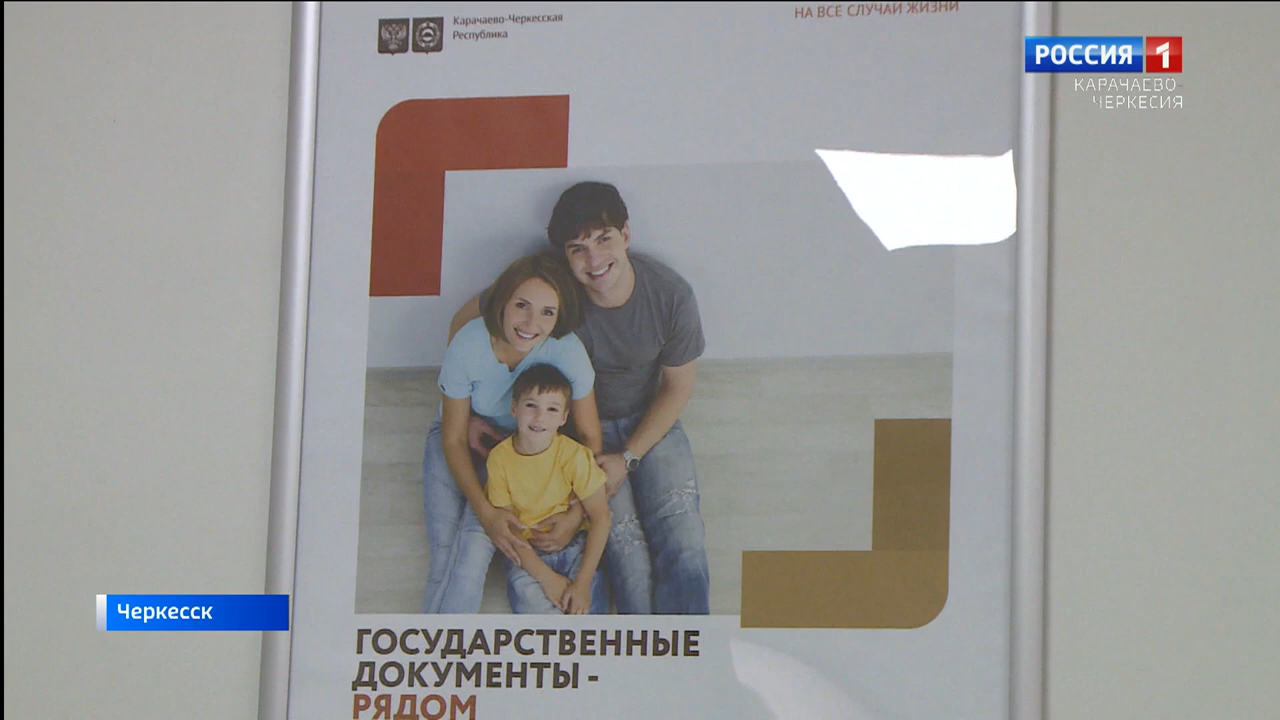 Карачаево-Черкесская
Республика
НА ВСЕ СЛУЧАИ ЖИЗНИ
РОССИЯ 1
КАРАЧАЕВО-
ЧЕРКЕСИЯ
Черкесск
ГОСУДАРСТВЕННЫЕ
ДОКУМЕНТЫ -
РЯДОМ